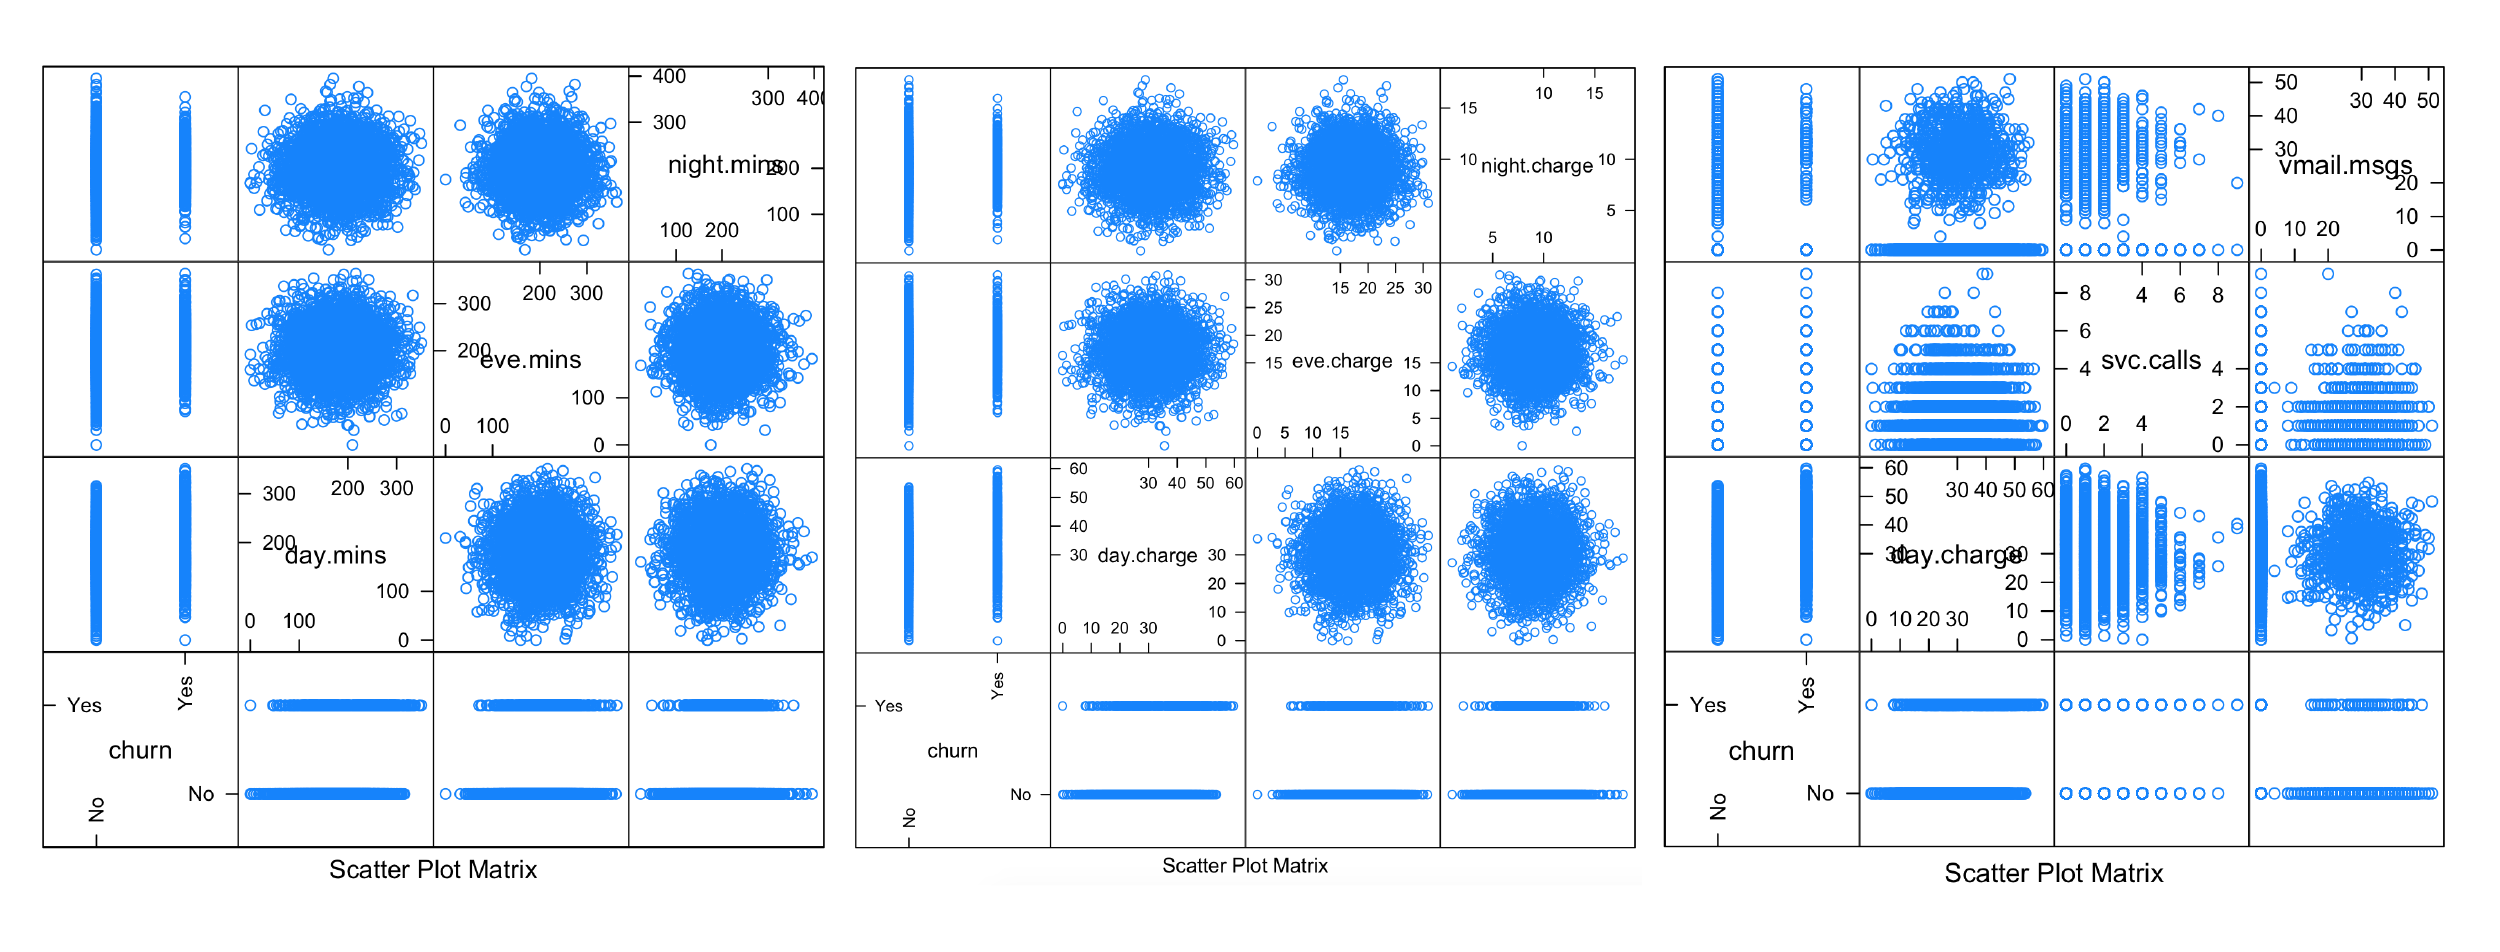 400
300 400
300
night.mins
200
100
100 200
200 300
300
200
eve.mins
100
0 100
0
200 300
300
200
day.mins
100
0 100
0
Yes
Yes
churn
No
No
Scatter Plot Matrix
10 15
15
10 night.charge 10
5
5 10
30
15 20 25 30
25
20
15 eve.charge 15
10
5
0 5 10 15
0
60
30 40 50 60
50
40
30 day.charge 30
20
10
0 10 20 30
0
Yes
Yes
churn
No
No
Scatter Plot Matrix
50
30 40 50
40
30
vmail.msgs
20
10
0 10 20
0
8
4 6 8
6
4 svc.calls 4
2
0 2 4
0
60
30 40 50 60
50
40
30 day.charge 30
20
10
0 10 20 30
0
Yes
Yes
churn
No
No
Scatter Plot Matrix